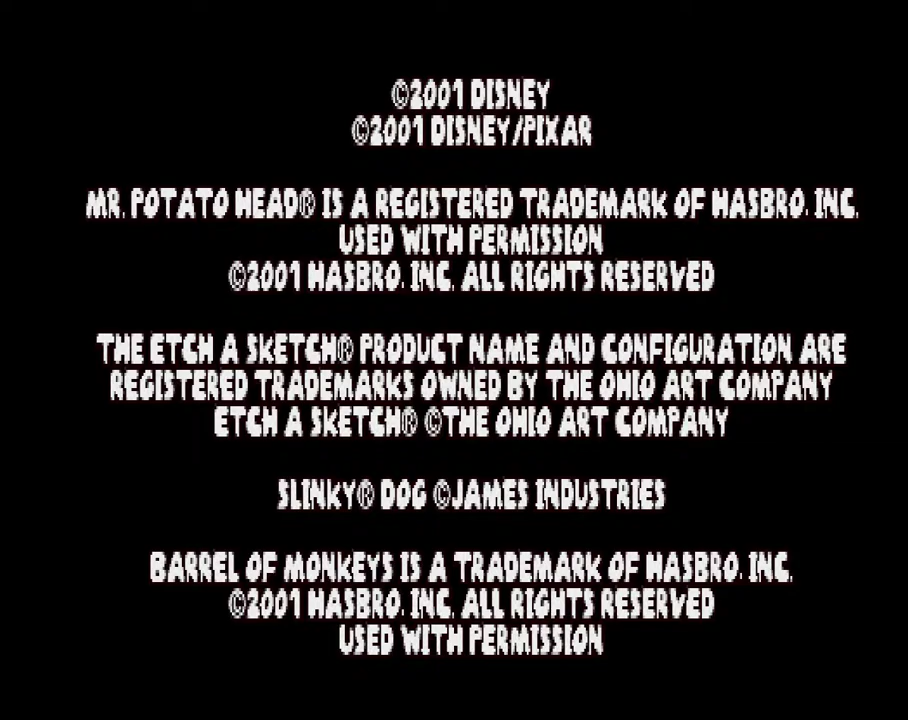 ©2001 DISNEY
©2001 DISNEY/PIXAR
MR. POTATO HEAD® IS A REGISTERED TRADEMARK OF HASBRO, INC.
USED WITH PERMISSION
©2001 HASBRO, INC. ALL RIGHTS RESERVED
THE ETCH A SKETCH® PRODUCT NAME AND CONFIGURATION ARE
REGISTERED TRADEMARKS OWNED BY THE OHIO ART COMPANY
ETCH A SKETCH® ©THE OHIO ART COMPANY
SLINKY® DOG ©JAMES INDUSTRIES
BARREL OF MONKEYS IS A TRADEMARK OF HASBRO, INC.
©2001 HASBRO, INC. ALL RIGHTS RESERVED
USED WITH PERMISSION